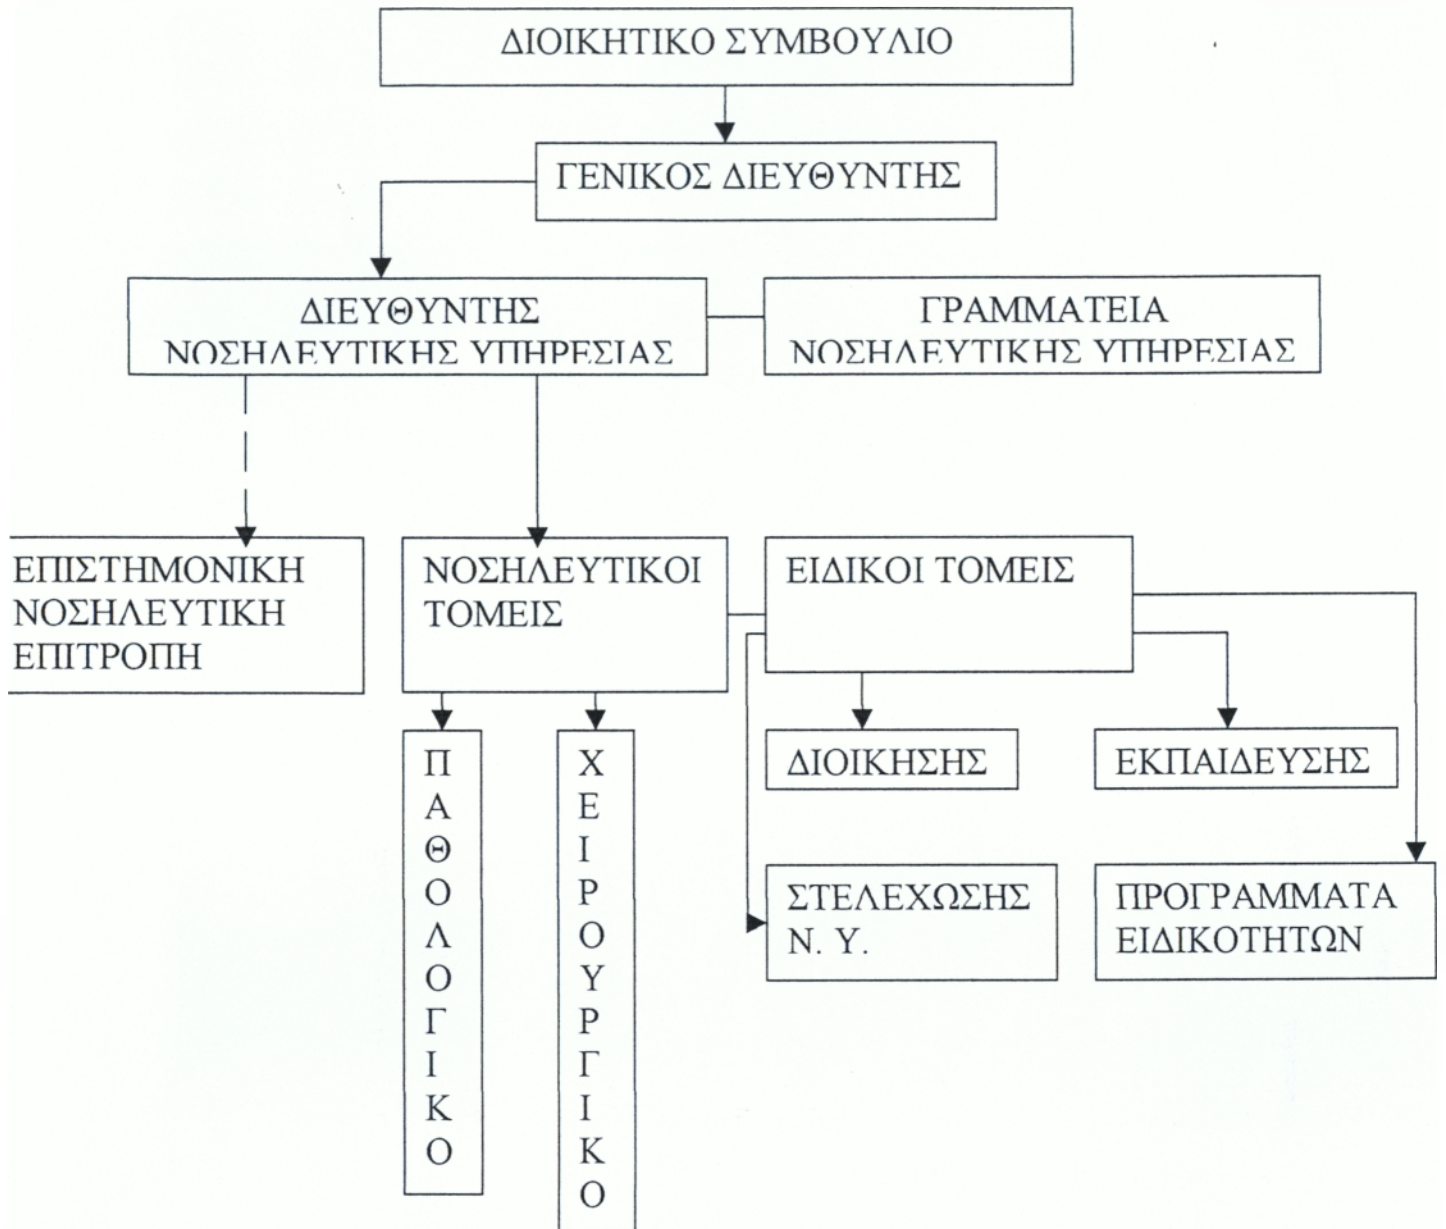 ΔΙΟΙΚΗΤΙΚΟ ΣΥΜΒΟΥΛΙΟ
ΓΕΝΙΚΟΣ ΔΙΕΥΘΥΝΤΗΣ
ΔΙΕΥΘΥΝΤΗΣ
ΝΟΣΗΛΕΥΤΙΚΗΣ ΥΠΗΡΕΣΙΑΣ
ΓΡΑΜΜΑΤΕΙΑ
ΝΟΣΗΛΕΥΤΙΚΗΣ ΥΠΗΡΕΣΙΑΣ
ΕΠΙΣΤΗΜΟΝΙΚΗ
ΝΟΣΗΛΕΥΤΙΚΗ
ΕΠΙΤΡΟΠΗ
ΝΟΣΗΛΕΥΤΙΚΟΙ
ΤΟΜΕΙΣ
ΕΙΔΙΚΟΙ ΤΟΜΕΙΣ
ΠΑΘΟΛΟΓΙΚΟ
ΧΕΙΡΟΥΡΓΙΚΟ
ΔΙΟΙΚΗΣΗΣ
ΕΚΠΑΙΔΕΥΣΗΣ
ΣΤΕΛΕΧΩΣΗΣ
Ν. Υ.
ΠΡΟΓΡΑΜΜΑΤΑ
ΕΙΔΙΚΟΤΗΤΩΝ